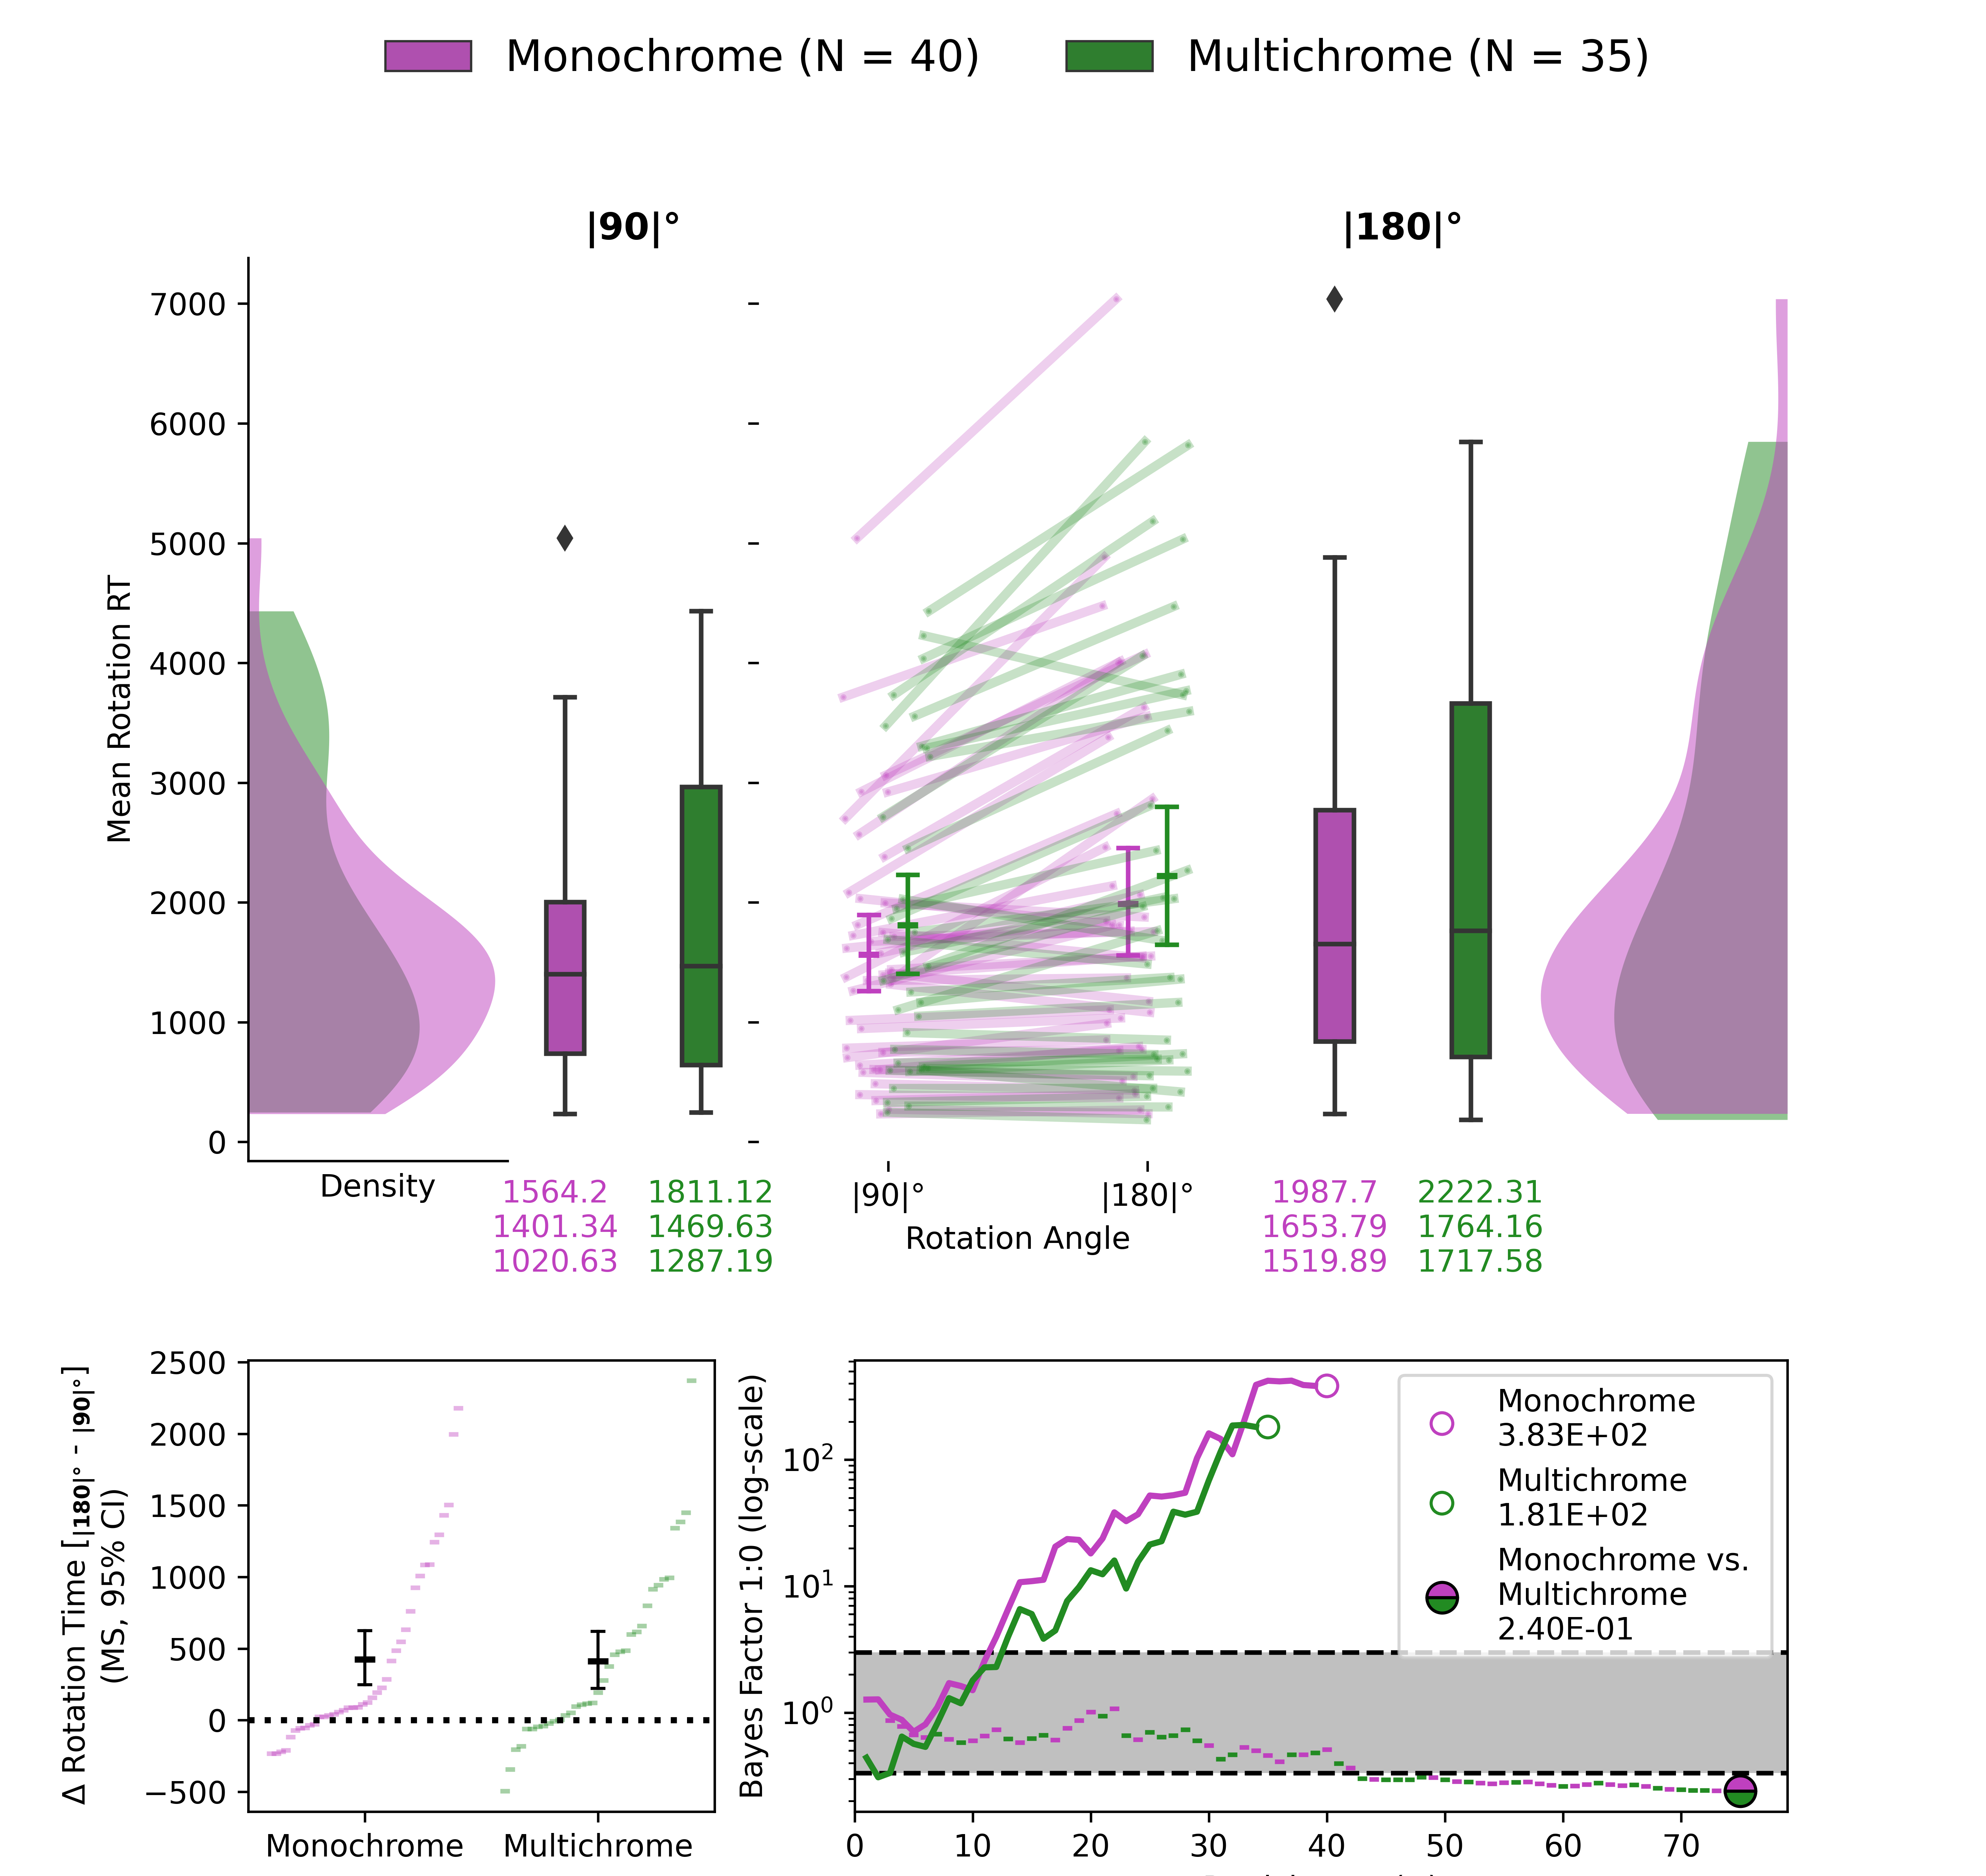 Monochrome (N = 40)
Multichrome (N = 35)
|90|°
|180|°
Mean Rotation RT
7000
6000
5000
4000
3000
2000
1000
0
Density
1564.2
1401.34
1020.63
1811.12
1469.63
1287.19
|90|°
|180|°
Rotation Angle
1987.7
1653.79
1519.89
2222.31
1764.16
1717.58
Δ Rotation Time [|180|° - |90|°]
(MS, 95% CI)
2500
2000
1500
1000
500
0
−500
Monochrome
Multichrome
Bayes Factor 1:0 (log-scale)
10²
10¹
10⁰
Monochrome
3.83E+02
Multichrome
1.81E+02
Monochrome vs.
Multichrome
2.40E-01
0
10
20
30
40
50
60
70